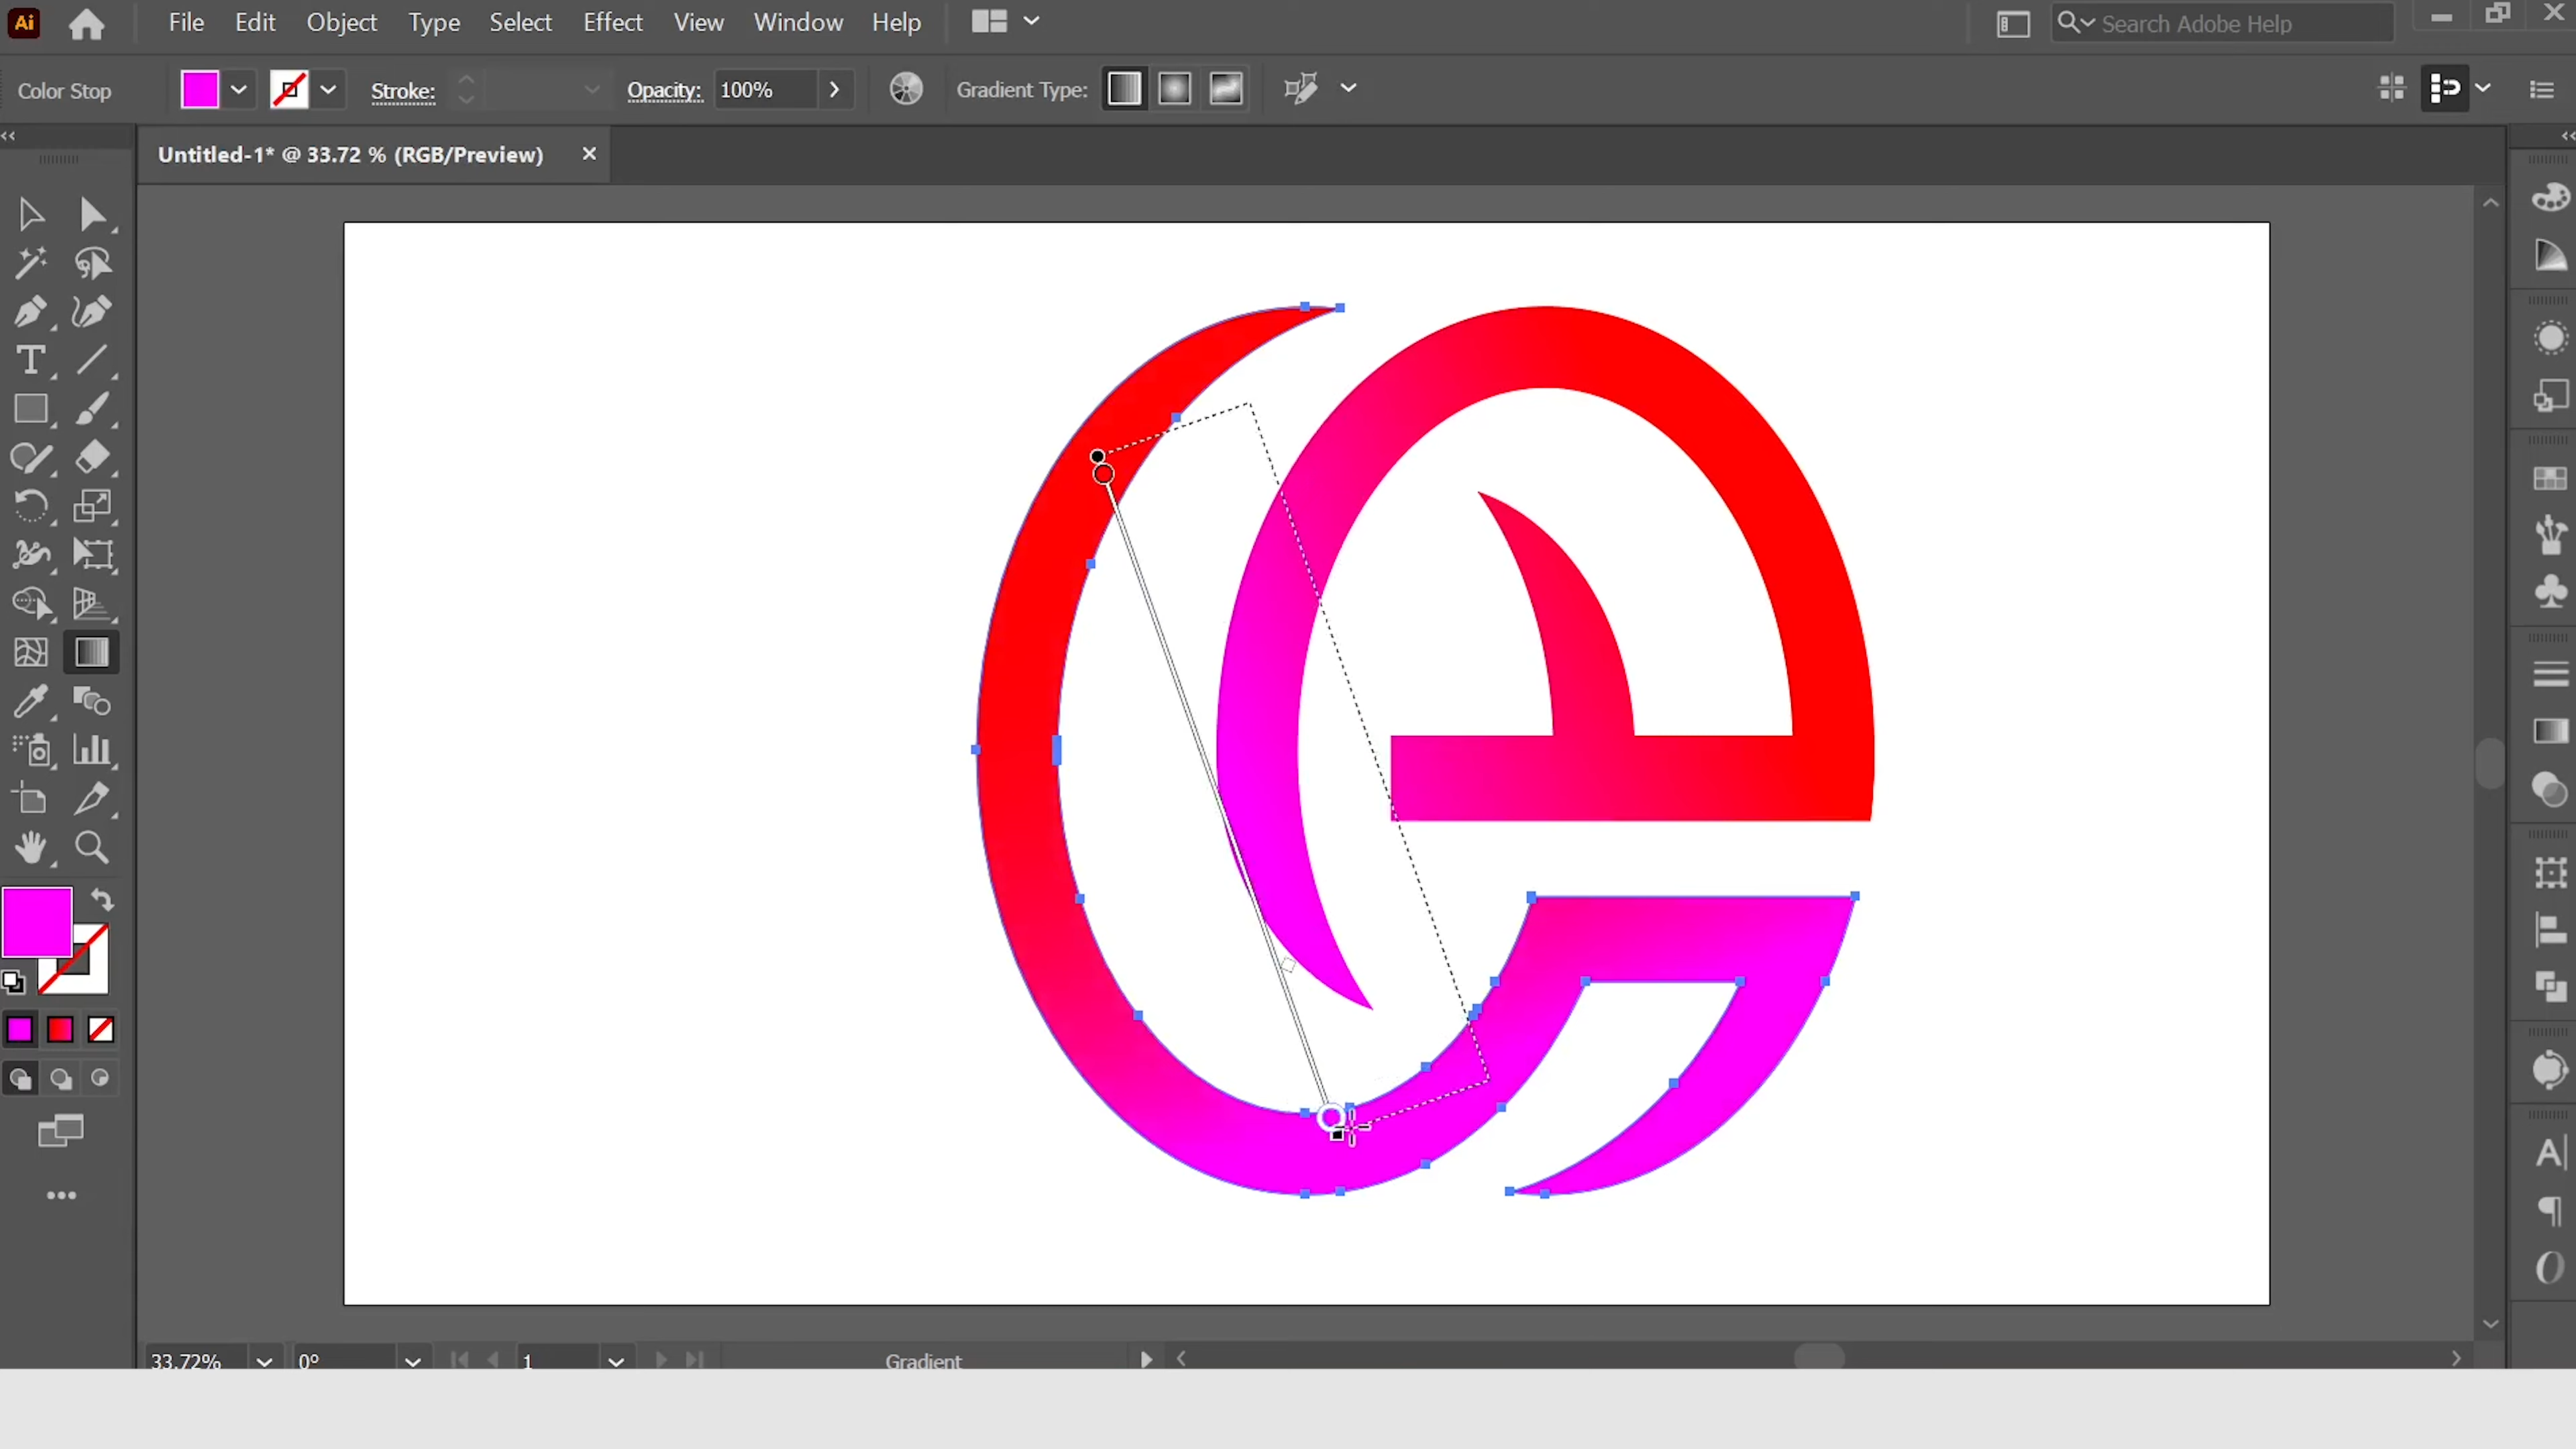 Ai File Edit Object Type Select Effect View Window Help Search Adobe Help
Color Stop Stroke: Opacity: 100% Gradient Type:
Untitled-1* @ 33.72 % (RGB/Preview)
33.72% 0° 1 Gradient